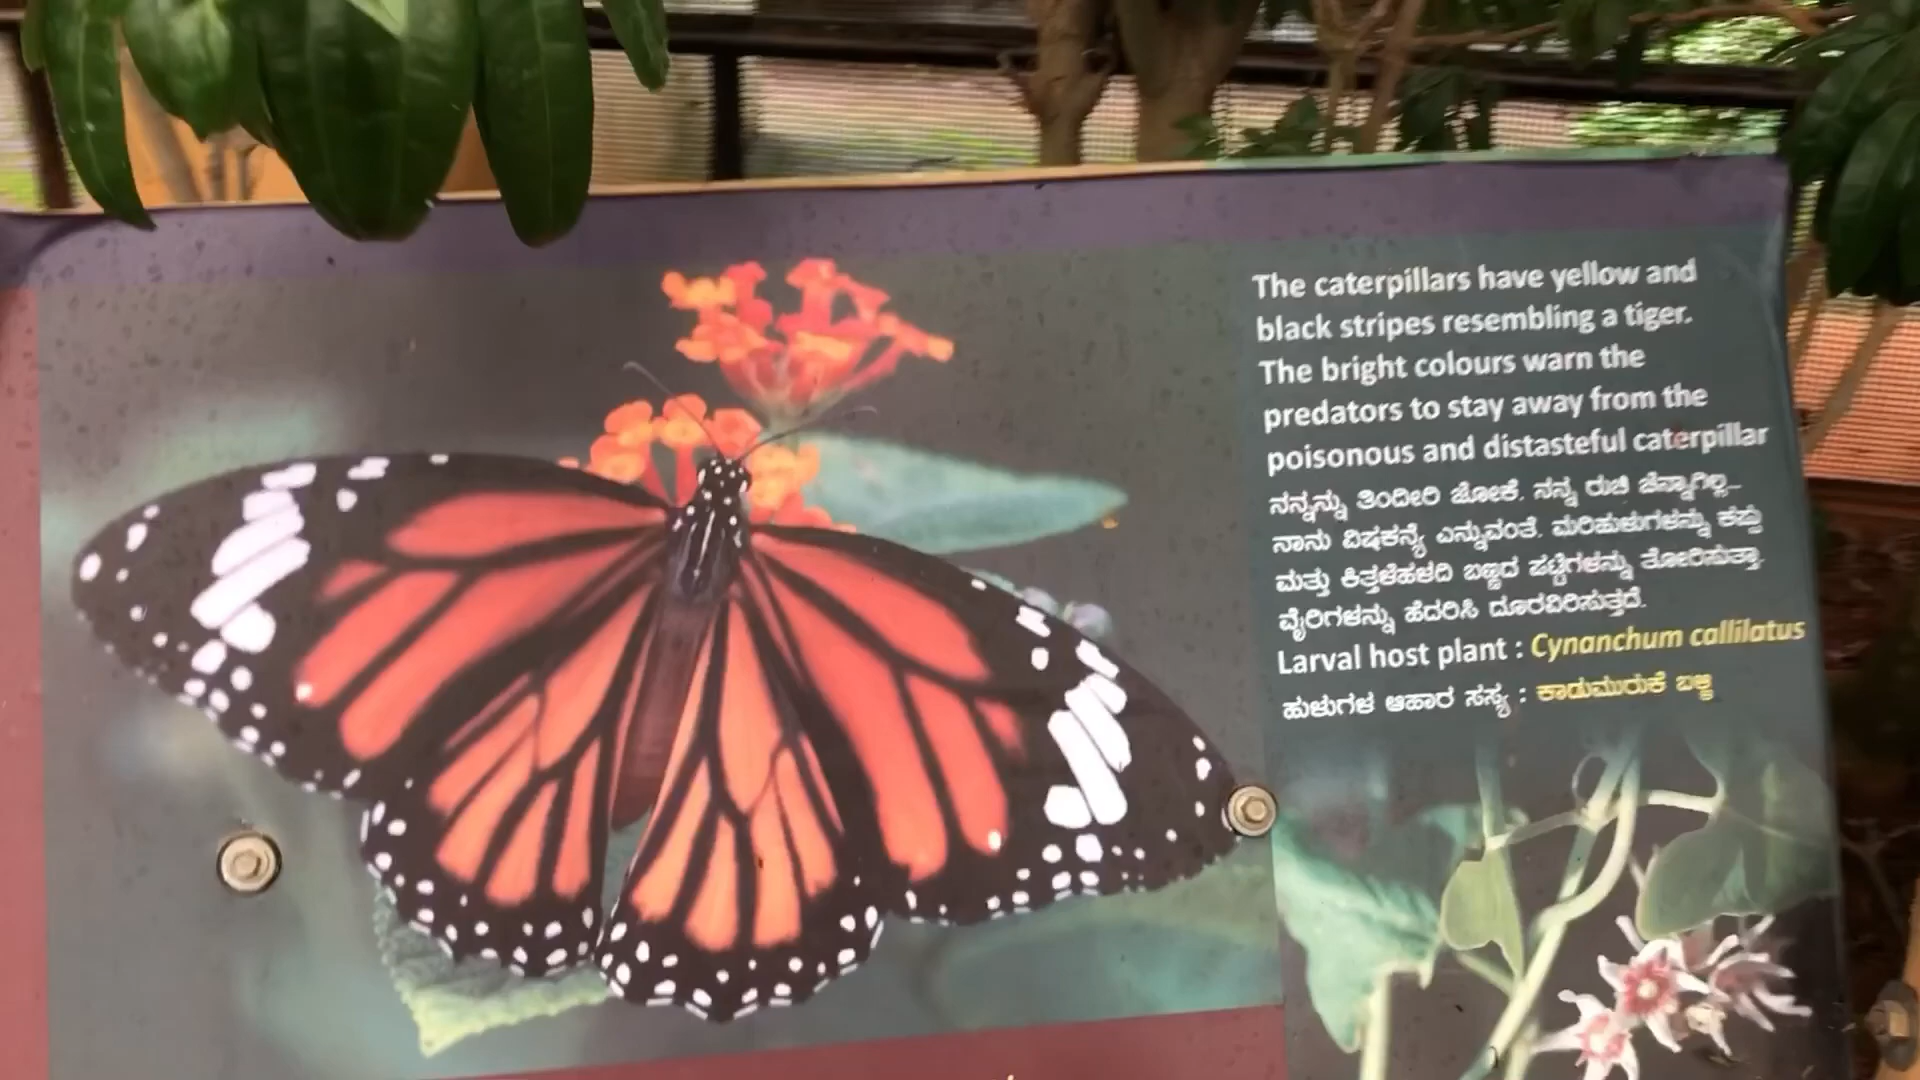 The caterpillars have yellow and
black stripes resembling a tiger.
The bright colours warn the
predators to stay away from the
poisonous and distasteful caterpillar
ನನ್ನನ್ನು ತಿಂದೀರಿ ಜೋಕೆ. ನನ್ನ ರುಚಿ ಚೆನ್ನಾಗಿಲ್ಲ–
ನಾನು ವಿಷಕನ್ಯೆ ಎನ್ನುವಂತೆ. ಮರಿಹುಳುಗಳನ್ನು ಕಪ್ಪು
ಮತ್ತು ಕಿತ್ತಳೆಹಳದಿ ಬಣ್ಣದ ಪಟ್ಟೆಗಳನ್ನು ತೋರಿಸುತ್ತಾ.
ವೈರಿಗಳನ್ನು ಹೆದರಿಸಿ ದೂರವಿರಿಸುತ್ತದೆ.
Larval host plant : Cynanchum callilatus
ಹುಳುಗಳ ಆಹಾರ ಸಸ್ಯ : ಕಾಡುಮುರುಕೆ ಬಳ್ಳಿ